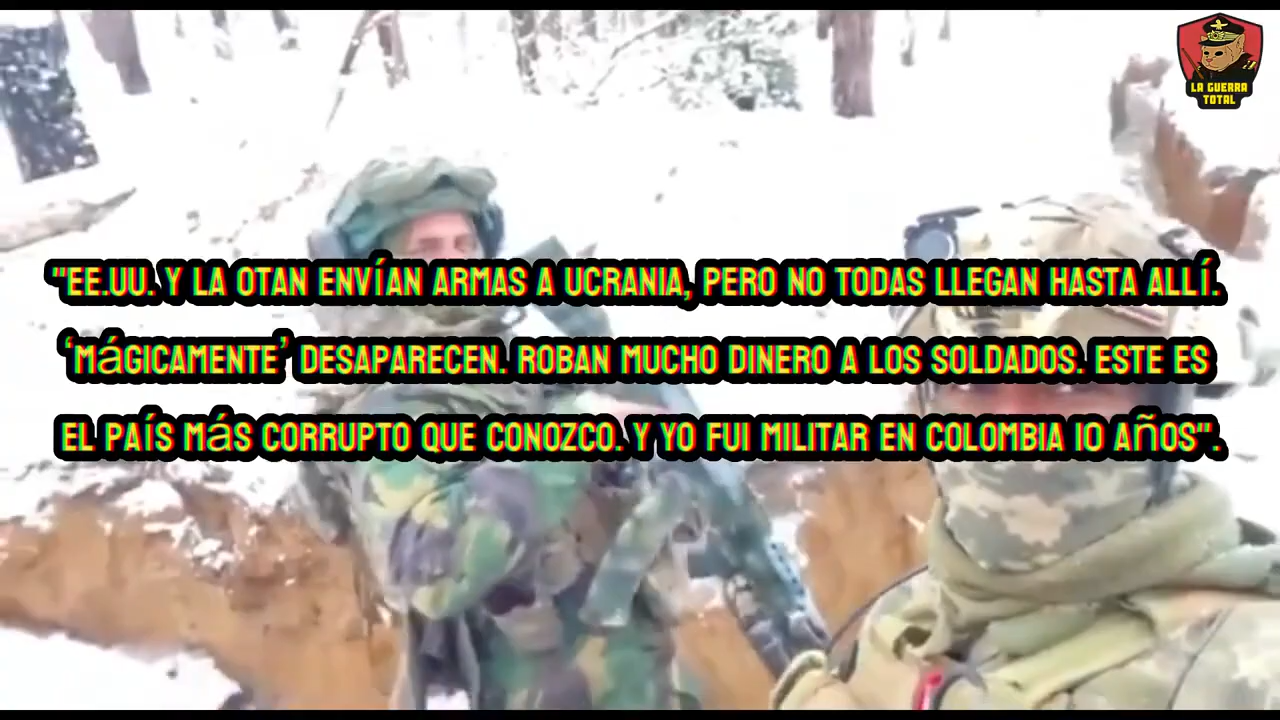 LA GUERRA
TOTAL
"EE.UU. Y LA OTAN ENVÍAN ARMAS A UCRANIA, PERO NO TODAS LLEGAN HASTA ALLÍ.
'MÁGICAMENTE' DESAPARECEN. ROBAN MUCHO DINERO A LOS SOLDADOS. ESTE ES
EL PAÍS MÁS CORRUPTO QUE CONOZCO. Y YO FUI MILITAR EN COLOMBIA 10 AÑOS".